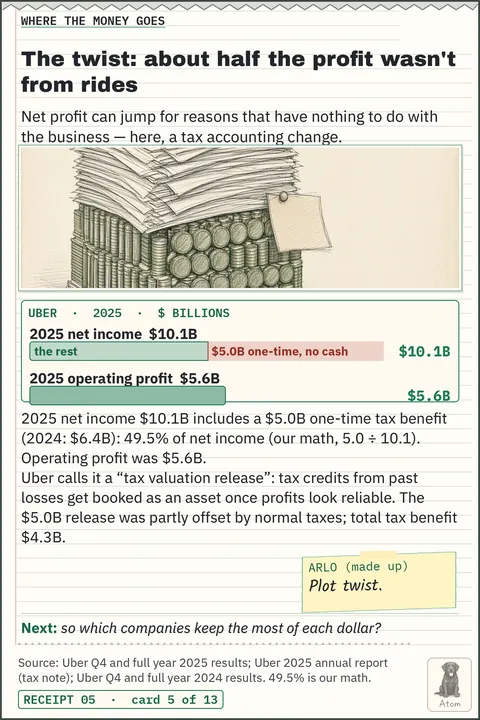 WHERE THE MONEY GOES
The twist: about half the profit wasn't
from rides
Net profit can jump for reasons that have nothing to do with
the business — here, a tax accounting change.
UBER · 2025 · $ BILLIONS
2025 net income $10.1B
the rest
$5.0B one-time, no cash
$10.1B
2025 operating profit $5.6B
$5.6B
2025 net income $10.1B includes a $5.0B one-time tax benefit
(2024: $6.4B): 49.5% of net income (our math, 5.0 ÷ 10.1).
Operating profit was $5.6B.
Uber calls it a “tax valuation release”: tax credits from past
losses get booked as an asset once profits look reliable. The
$5.0B release was partly offset by normal taxes; total tax benefit
$4.3B.
ARLO (made up)
Plot twist.
Next: so which companies keep the most of each dollar?
Source: Uber Q4 and full year 2025 results; Uber 2025 annual report
(tax note); Uber Q4 and full year 2024 results. 49.5% is our math.
RECEIPT 05 · card 5 of 13
Atom